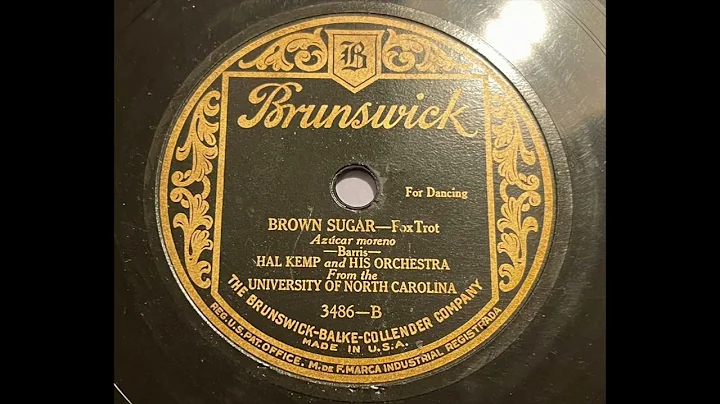 B
Brunswick
For Dancing
BROWN SUGAR—Fox Trot
Azúcar moreno
—Barris—
HAL KEMP and HIS ORCHESTRA
From the
UNIVERSITY OF NORTH CAROLINA
3486—B
THE BRUNSWICK-BALKE-COLLENDER COMPANY
MADE IN U.S.A.
REG. U.S. PAT. OFFICE. M. DE F. MARCA INDUSTRIAL REGISTRADA